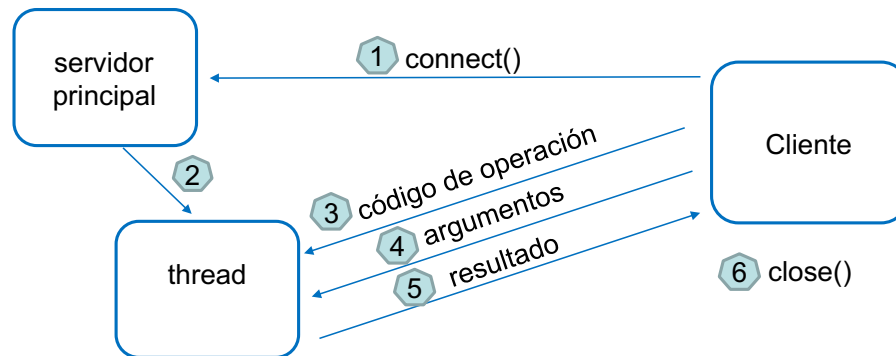 1 connect()
servidor
principal
Cliente
2
3 código de operación
4 argumentos
5 resultado
thread
6 close()